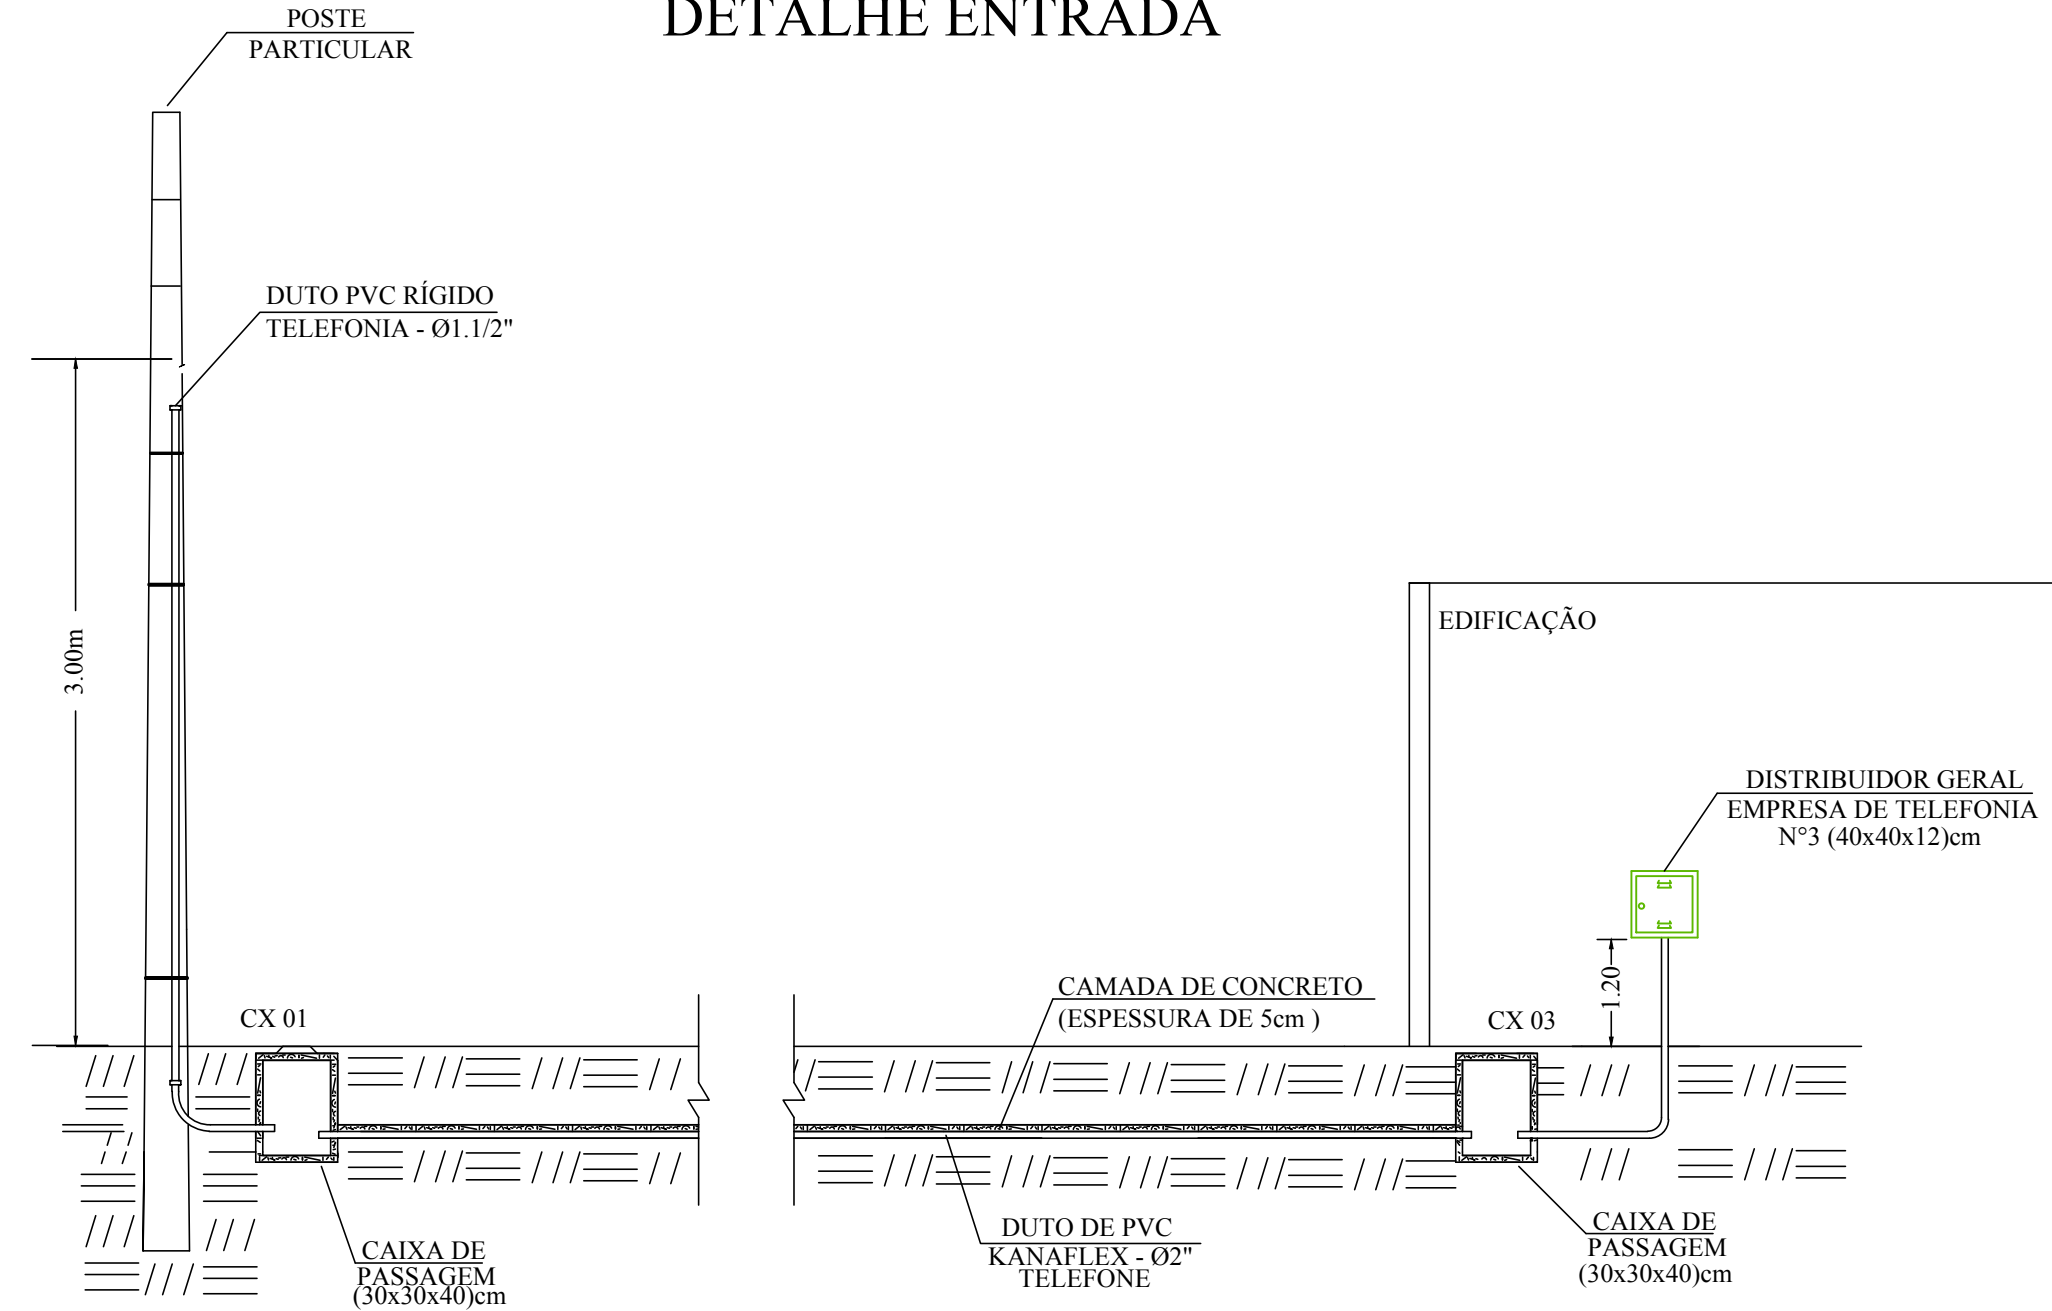 DETALHE ENTRADA
POSTE
PARTICULAR
DUTO PVC RÍGIDO
TELEFONIA - Ø1.1/2"
3.00m
EDIFICAÇÃO
DISTRIBUIDOR GERAL
EMPRESA DE TELEFONIA
N°3 (40x40x12)cm
1.20
CAMADA DE CONCRETO
(ESPESSURA DE 5cm )
CX 01
CX 03
DUTO DE PVC
KANAFLEX - Ø2"
TELEFONE
CAIXA DE
PASSAGEM
(30x30x40)cm
CAIXA DE
PASSAGEM
(30x30x40)cm